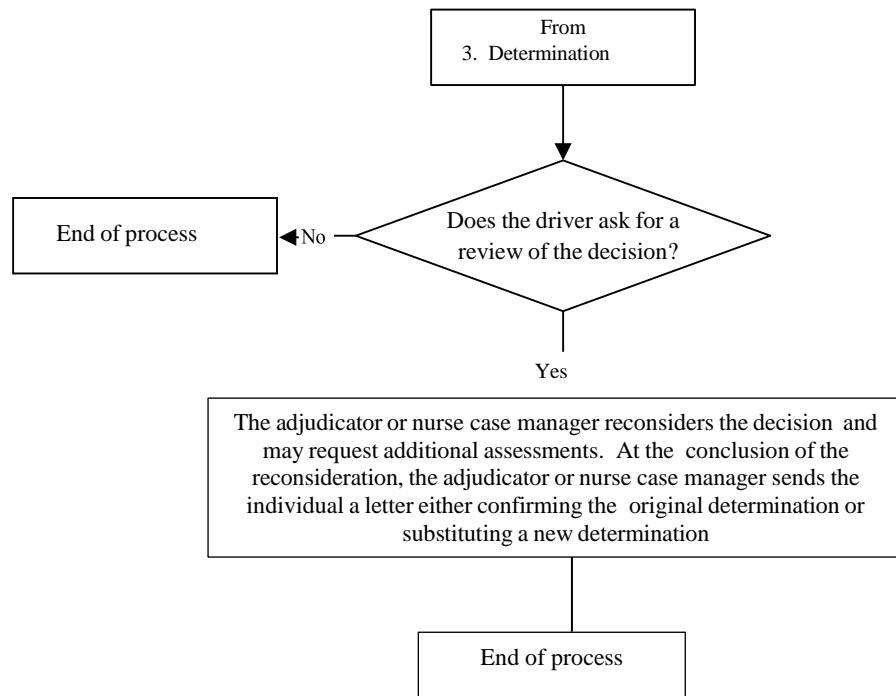 From
3. Determination
Does the driver ask for a
review of the decision?
No
End of process
Yes
The adjudicator or nurse case manager reconsiders the decision and
may request additional assessments. At the conclusion of the
reconsideration, the adjudicator or nurse case manager sends the
individual a letter either confirming the original determination or
substituting a new determination
End of process